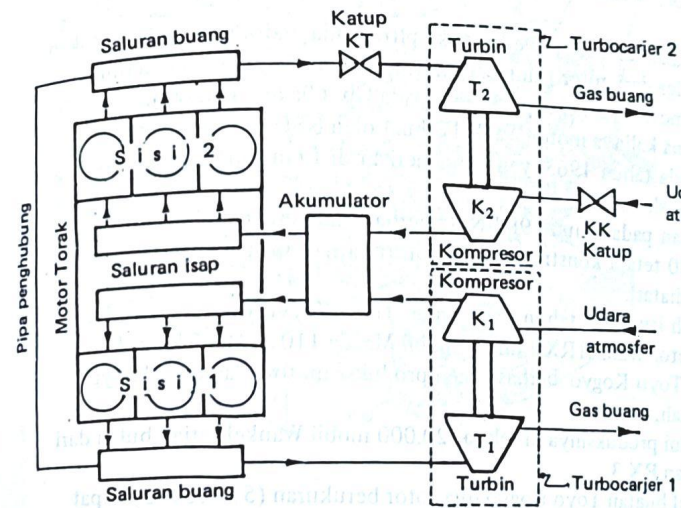 Saluran buang
Katup
KT
Turbin
Turbocarjer 2
T2
Gas buang
Sisi 2
Akumulator
K2
KK
Katup
Kompresor
Saluran isap
Motor Torak
Pipa penghubung
Kompresor
K1
Udara
atmosfer
Sisi 1
Gas buang
T1
Turbin
Saluran buang
Turbocarjer 1